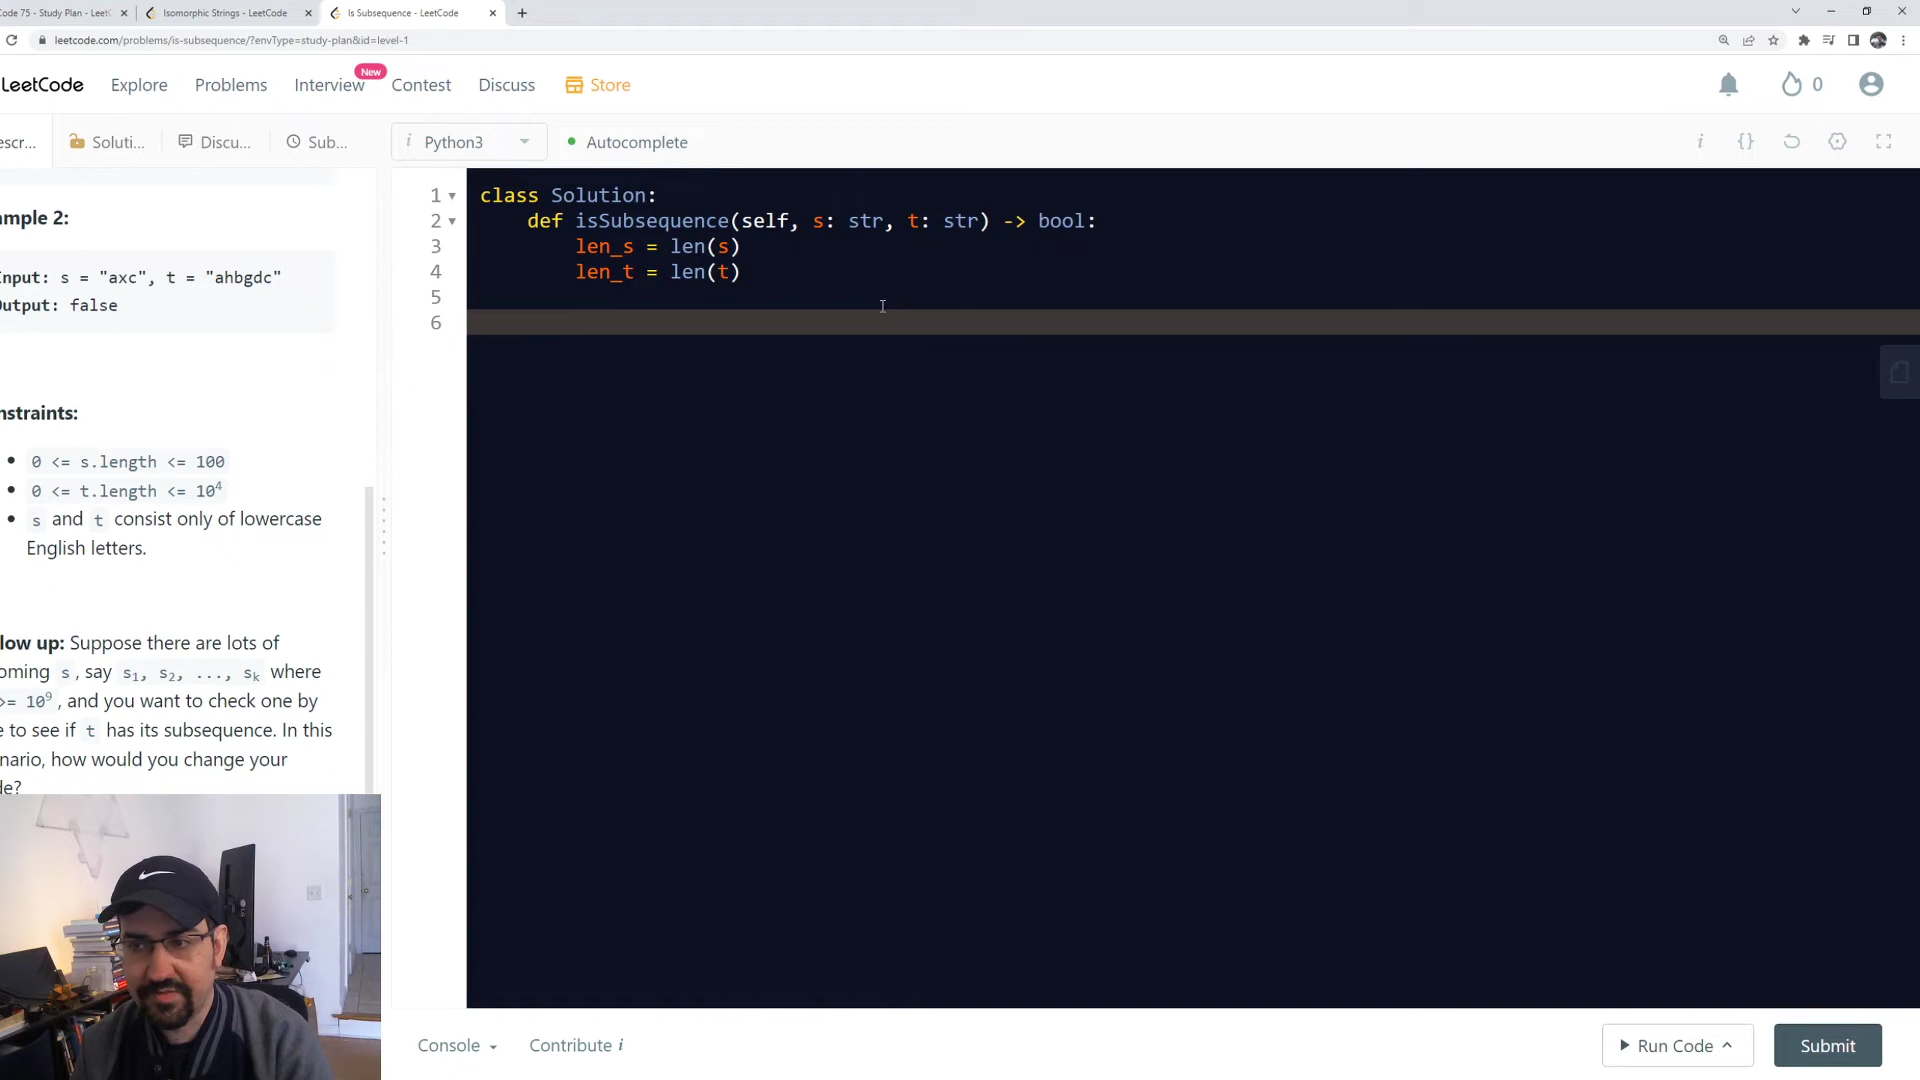 Code 75 - Study Plan - LeetC
Isomorphic Strings - LeetCode
Is Subsequence - LeetCode
leetcode.com/problems/is-subsequence/?envType=study-plan&id=level-1
LeetCode
Explore
Problems
Interview
New
Contest
Discuss
Store
0
escr...
Soluti...
Discu...
Sub...
i Python3
Autocomplete
i {}
mple 2:
nput: s = "axc", t = "ahbgdc"
utput: false
nstraints:
0 <= s.length <= 100
0 <= t.length <= 10⁴
s and t consist only of lowercase
English letters.
low up: Suppose there are lots of
oming s, say s₁, s₂, ..., sₖ where
>= 10⁹, and you want to check one by
e to see if t has its subsequence. In this
nario, how would you change your
de?
1 class Solution:
2 def isSubsequence(self, s: str, t: str) -> bool:
3 len_s = len(s)
4 len_t = len(t)
5
6
Console
Contribute i
Run Code
Submit